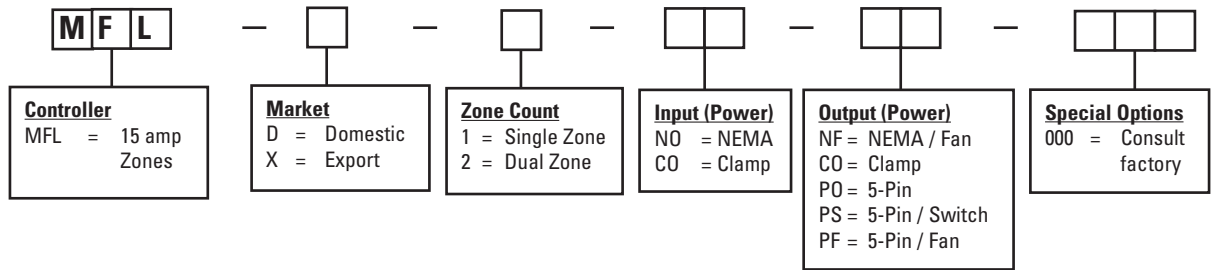 M F L – – – – –
Controller
MFL = 15 amp
Zones
Market
D = Domestic
X = Export
Zone Count
1 = Single Zone
2 = Dual Zone
Input (Power)
NO = NEMA
CO = Clamp
Output (Power)
NF = NEMA / Fan
CO = Clamp
PO = 5-Pin
PS = 5-Pin / Switch
PF = 5-Pin / Fan
Special Options
000 = Consult
factory